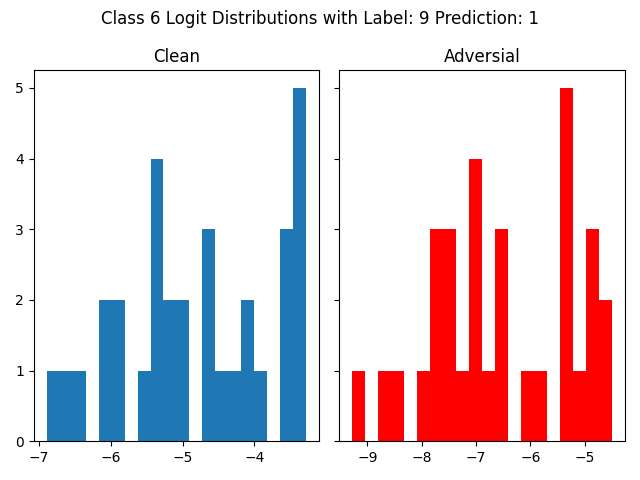 Class 6 Logit Distributions with Label: 9 Prediction: 1
Clean
Adversial
5
4
3
2
1
0
−7 −6 −5 −4
−9 −8 −7 −6 −5